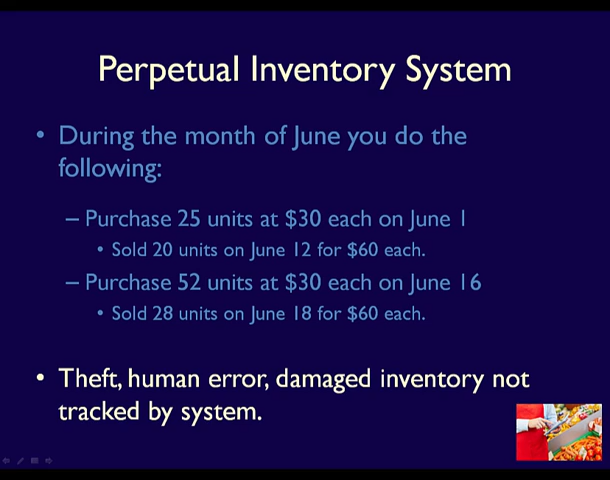 Perpetual Inventory System
• During the month of June you do the
following:
– Purchase 25 units at $30 each on June 1
• Sold 20 units on June 12 for $60 each.
– Purchase 52 units at $30 each on June 16
• Sold 28 units on June 18 for $60 each.
• Theft, human error, damaged inventory not
tracked by system.